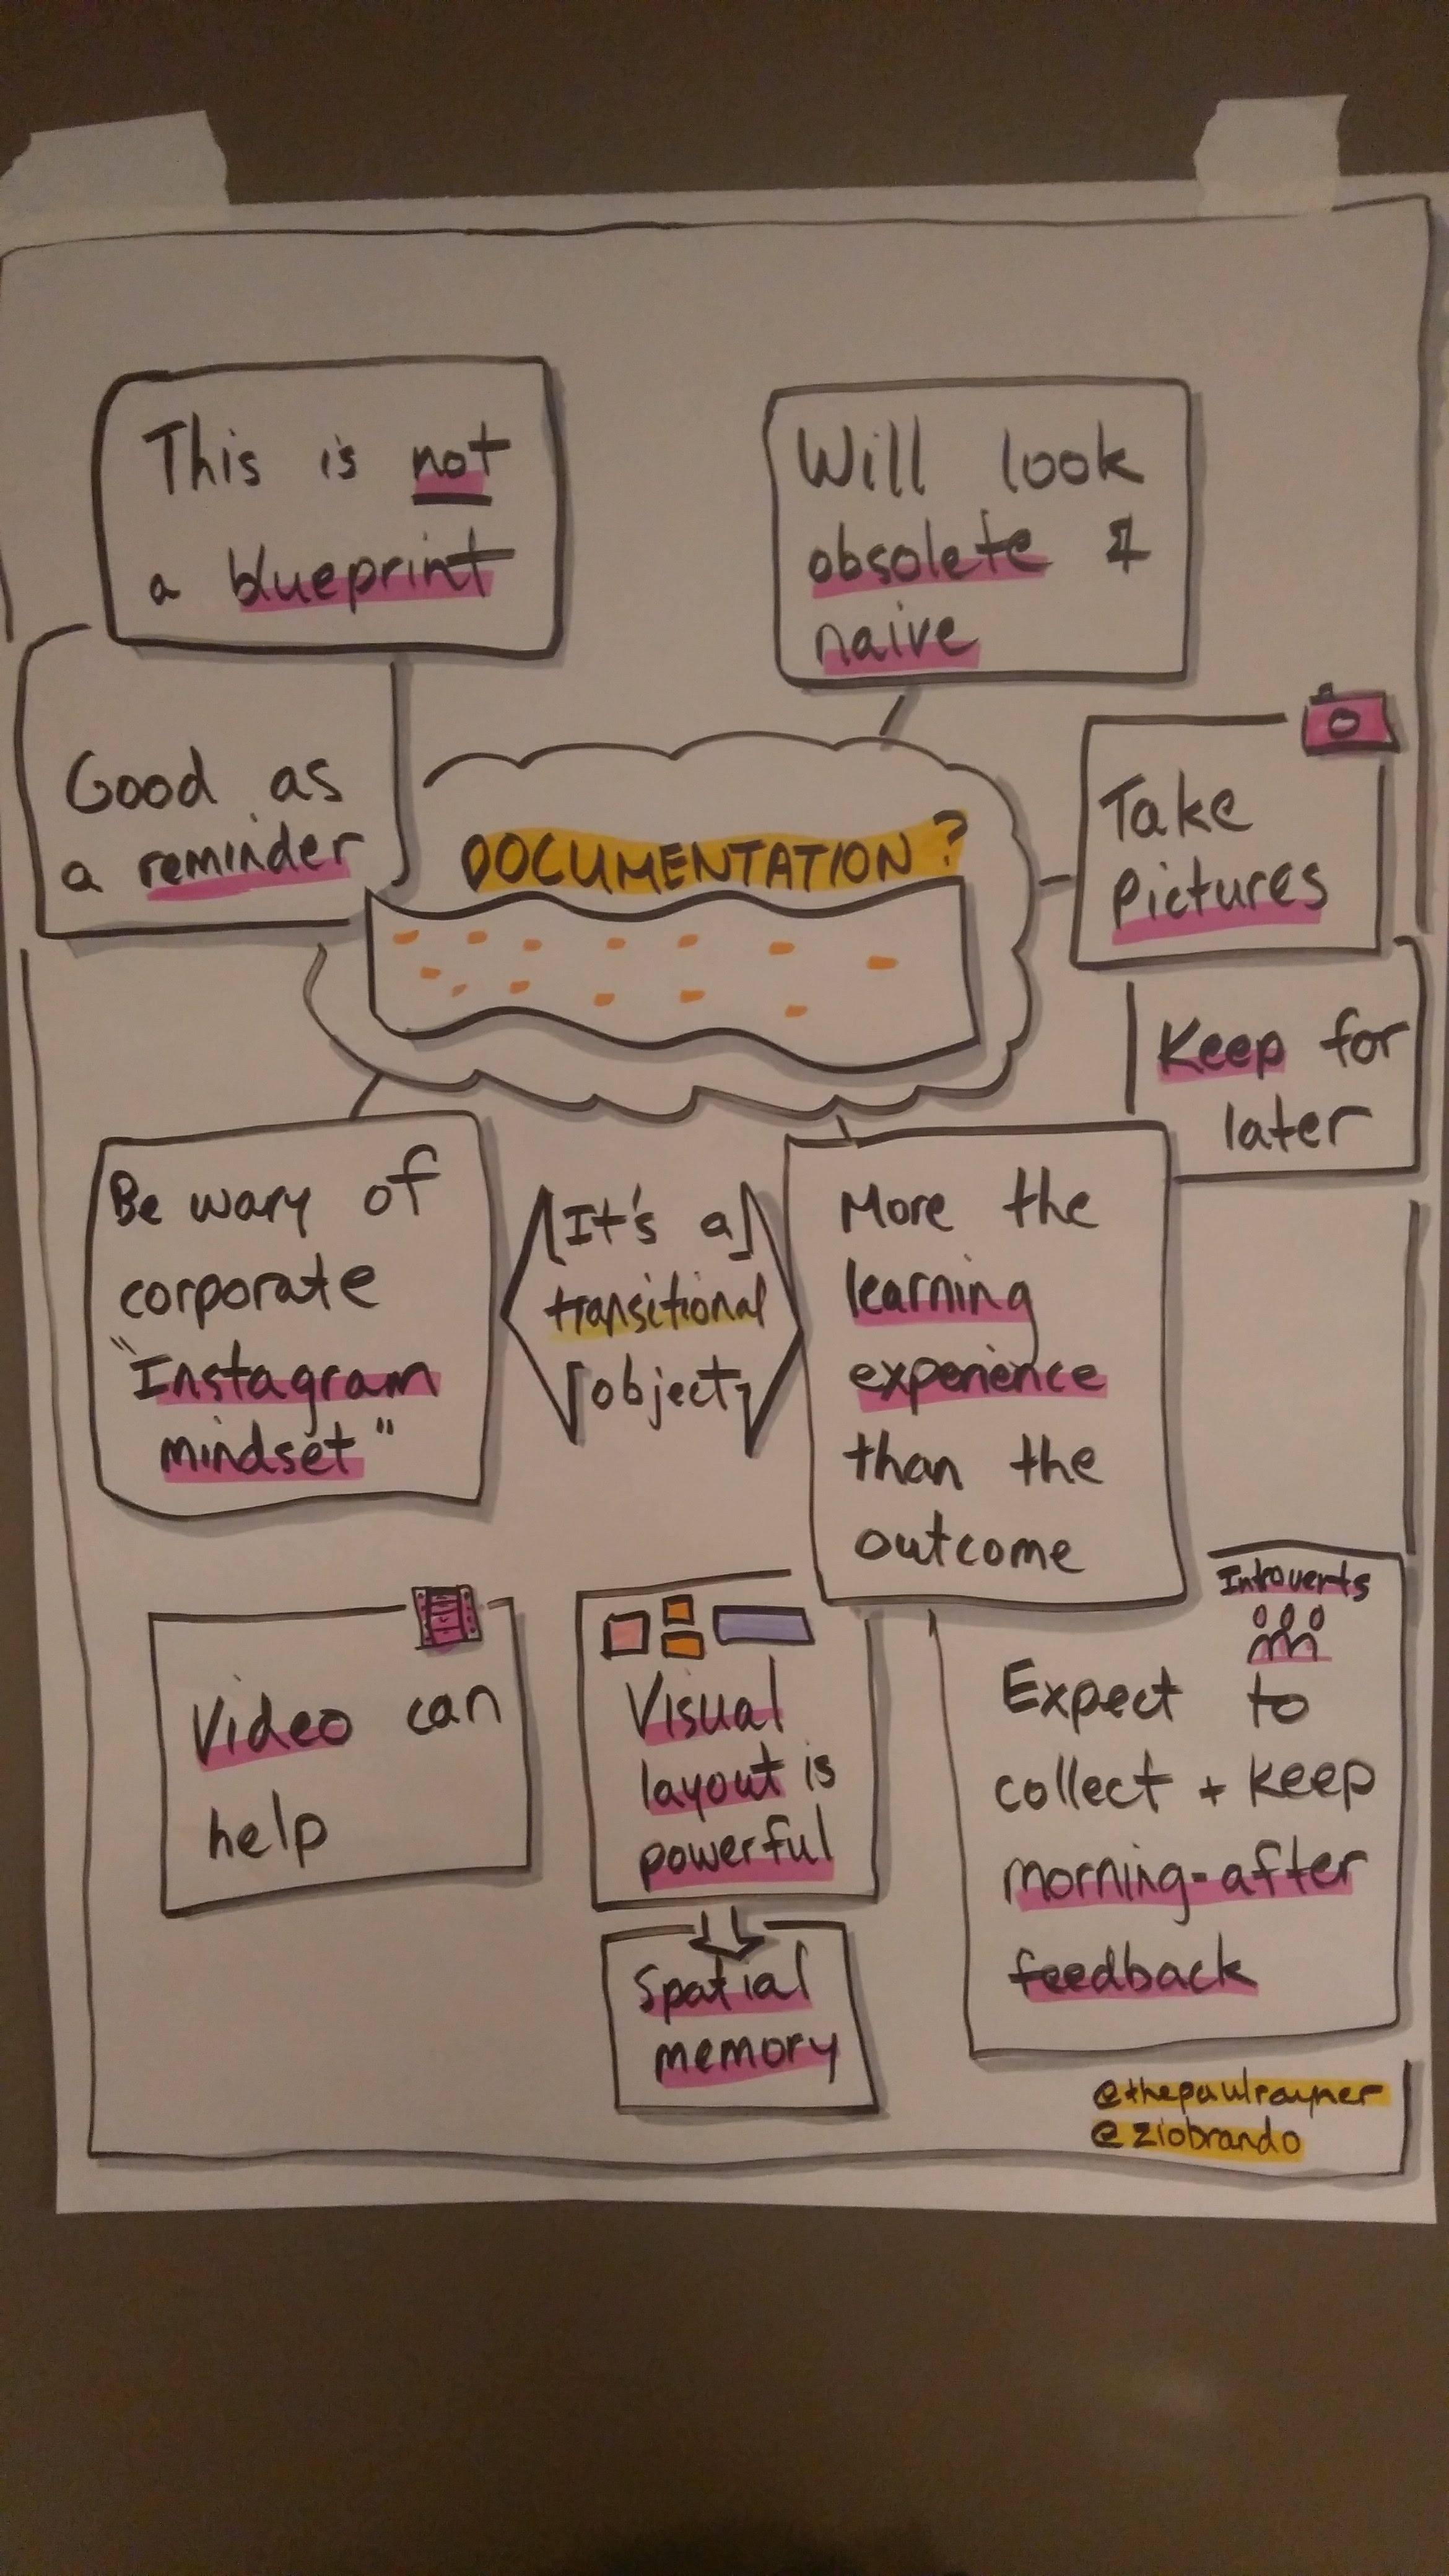 This is not
a blueprint
Will look
obsolete &
naive
Good as
a reminder
DOCUMENTATION?
Take
pictures
Keep for
later
Be wary of
corporate
"Instagram
mindset"
It's a
transitional
object
More the
learning
experience
than the
outcome
Video can
help
Visual
layout is
powerful
Spatial
memory
Introverts
Expect to
collect + keep
morning-after
feedback
@thepaulrayner
@ziobrando